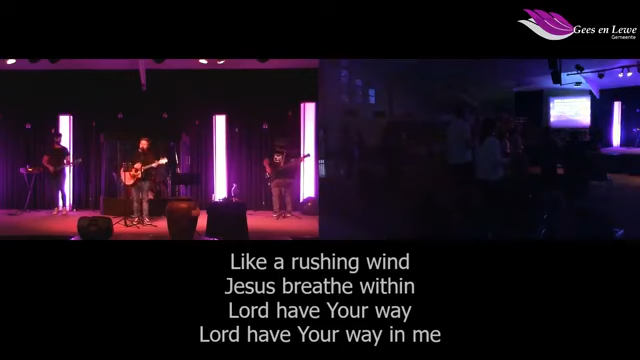 Gees en Lewe
Gemeente
Like a rushing wind
Jesus breathe within
Lord have Your way
Lord have Your way in me